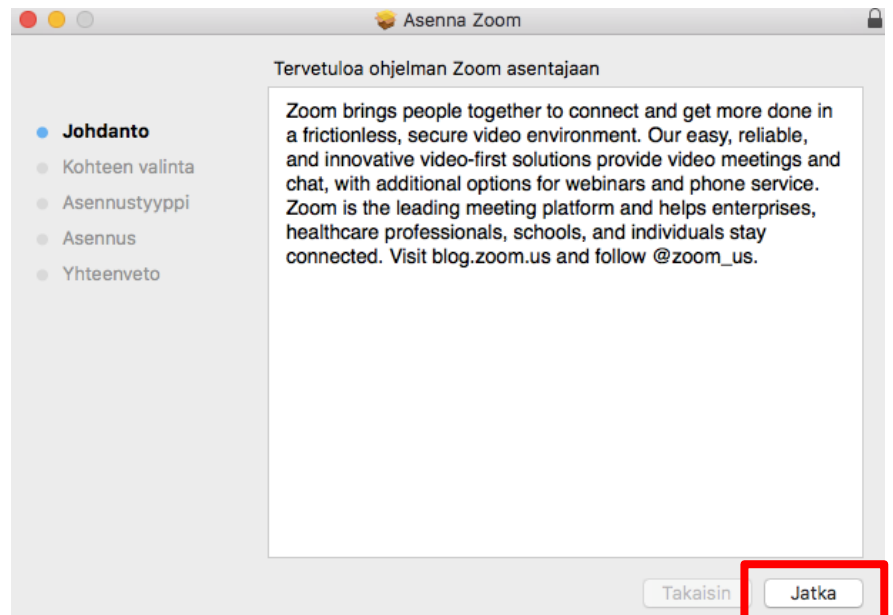 Asenna Zoom
Tervetuloa ohjelman Zoom asentajaan
Johdanto
Kohteen valinta
Asennustyyppi
Asennus
Yhteenveto
Zoom brings people together to connect and get more done in
a frictionless, secure video environment. Our easy, reliable,
and innovative video-first solutions provide video meetings and
chat, with additional options for webinars and phone service.
Zoom is the leading meeting platform and helps enterprises,
healthcare professionals, schools, and individuals stay
connected. Visit blog.zoom.us and follow @zoom_us.
Takaisin
Jatka